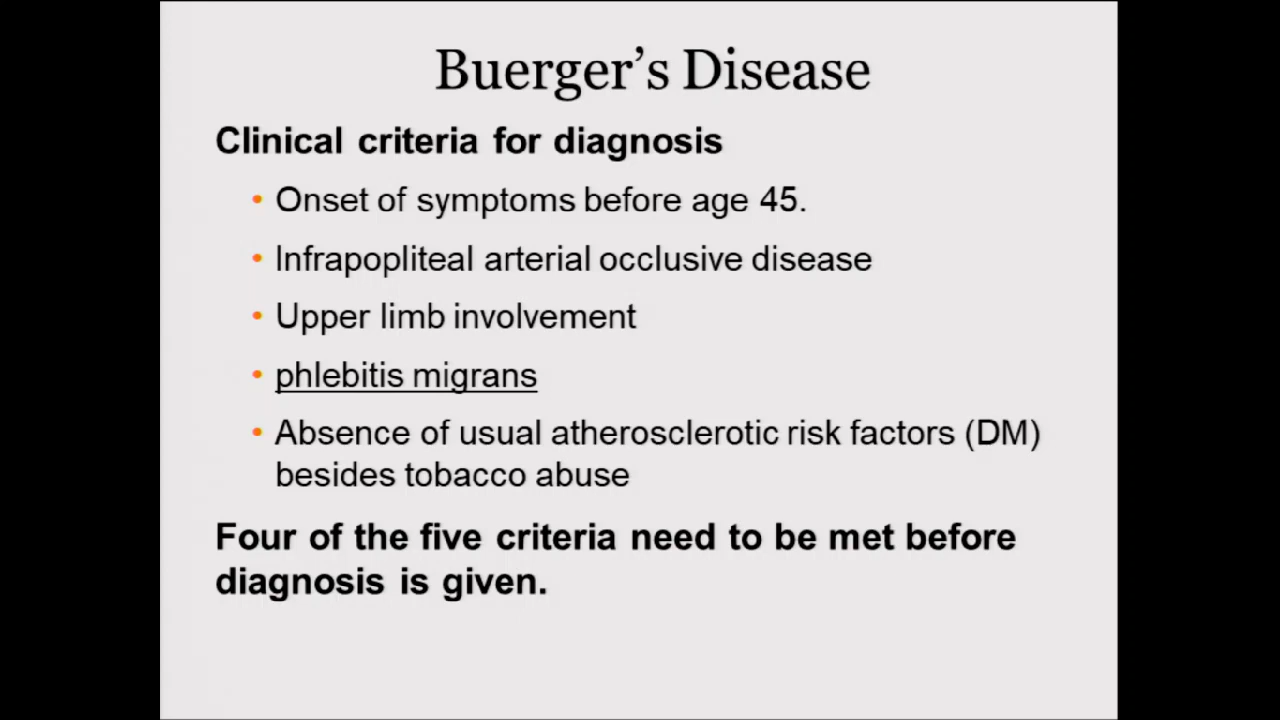 Buerger’s Disease
Clinical criteria for diagnosis
• Onset of symptoms before age 45.
• Infrapopliteal arterial occlusive disease
• Upper limb involvement
• phlebitis migrans
• Absence of usual atherosclerotic risk factors (DM)
besides tobacco abuse
Four of the five criteria need to be met before
diagnosis is given.